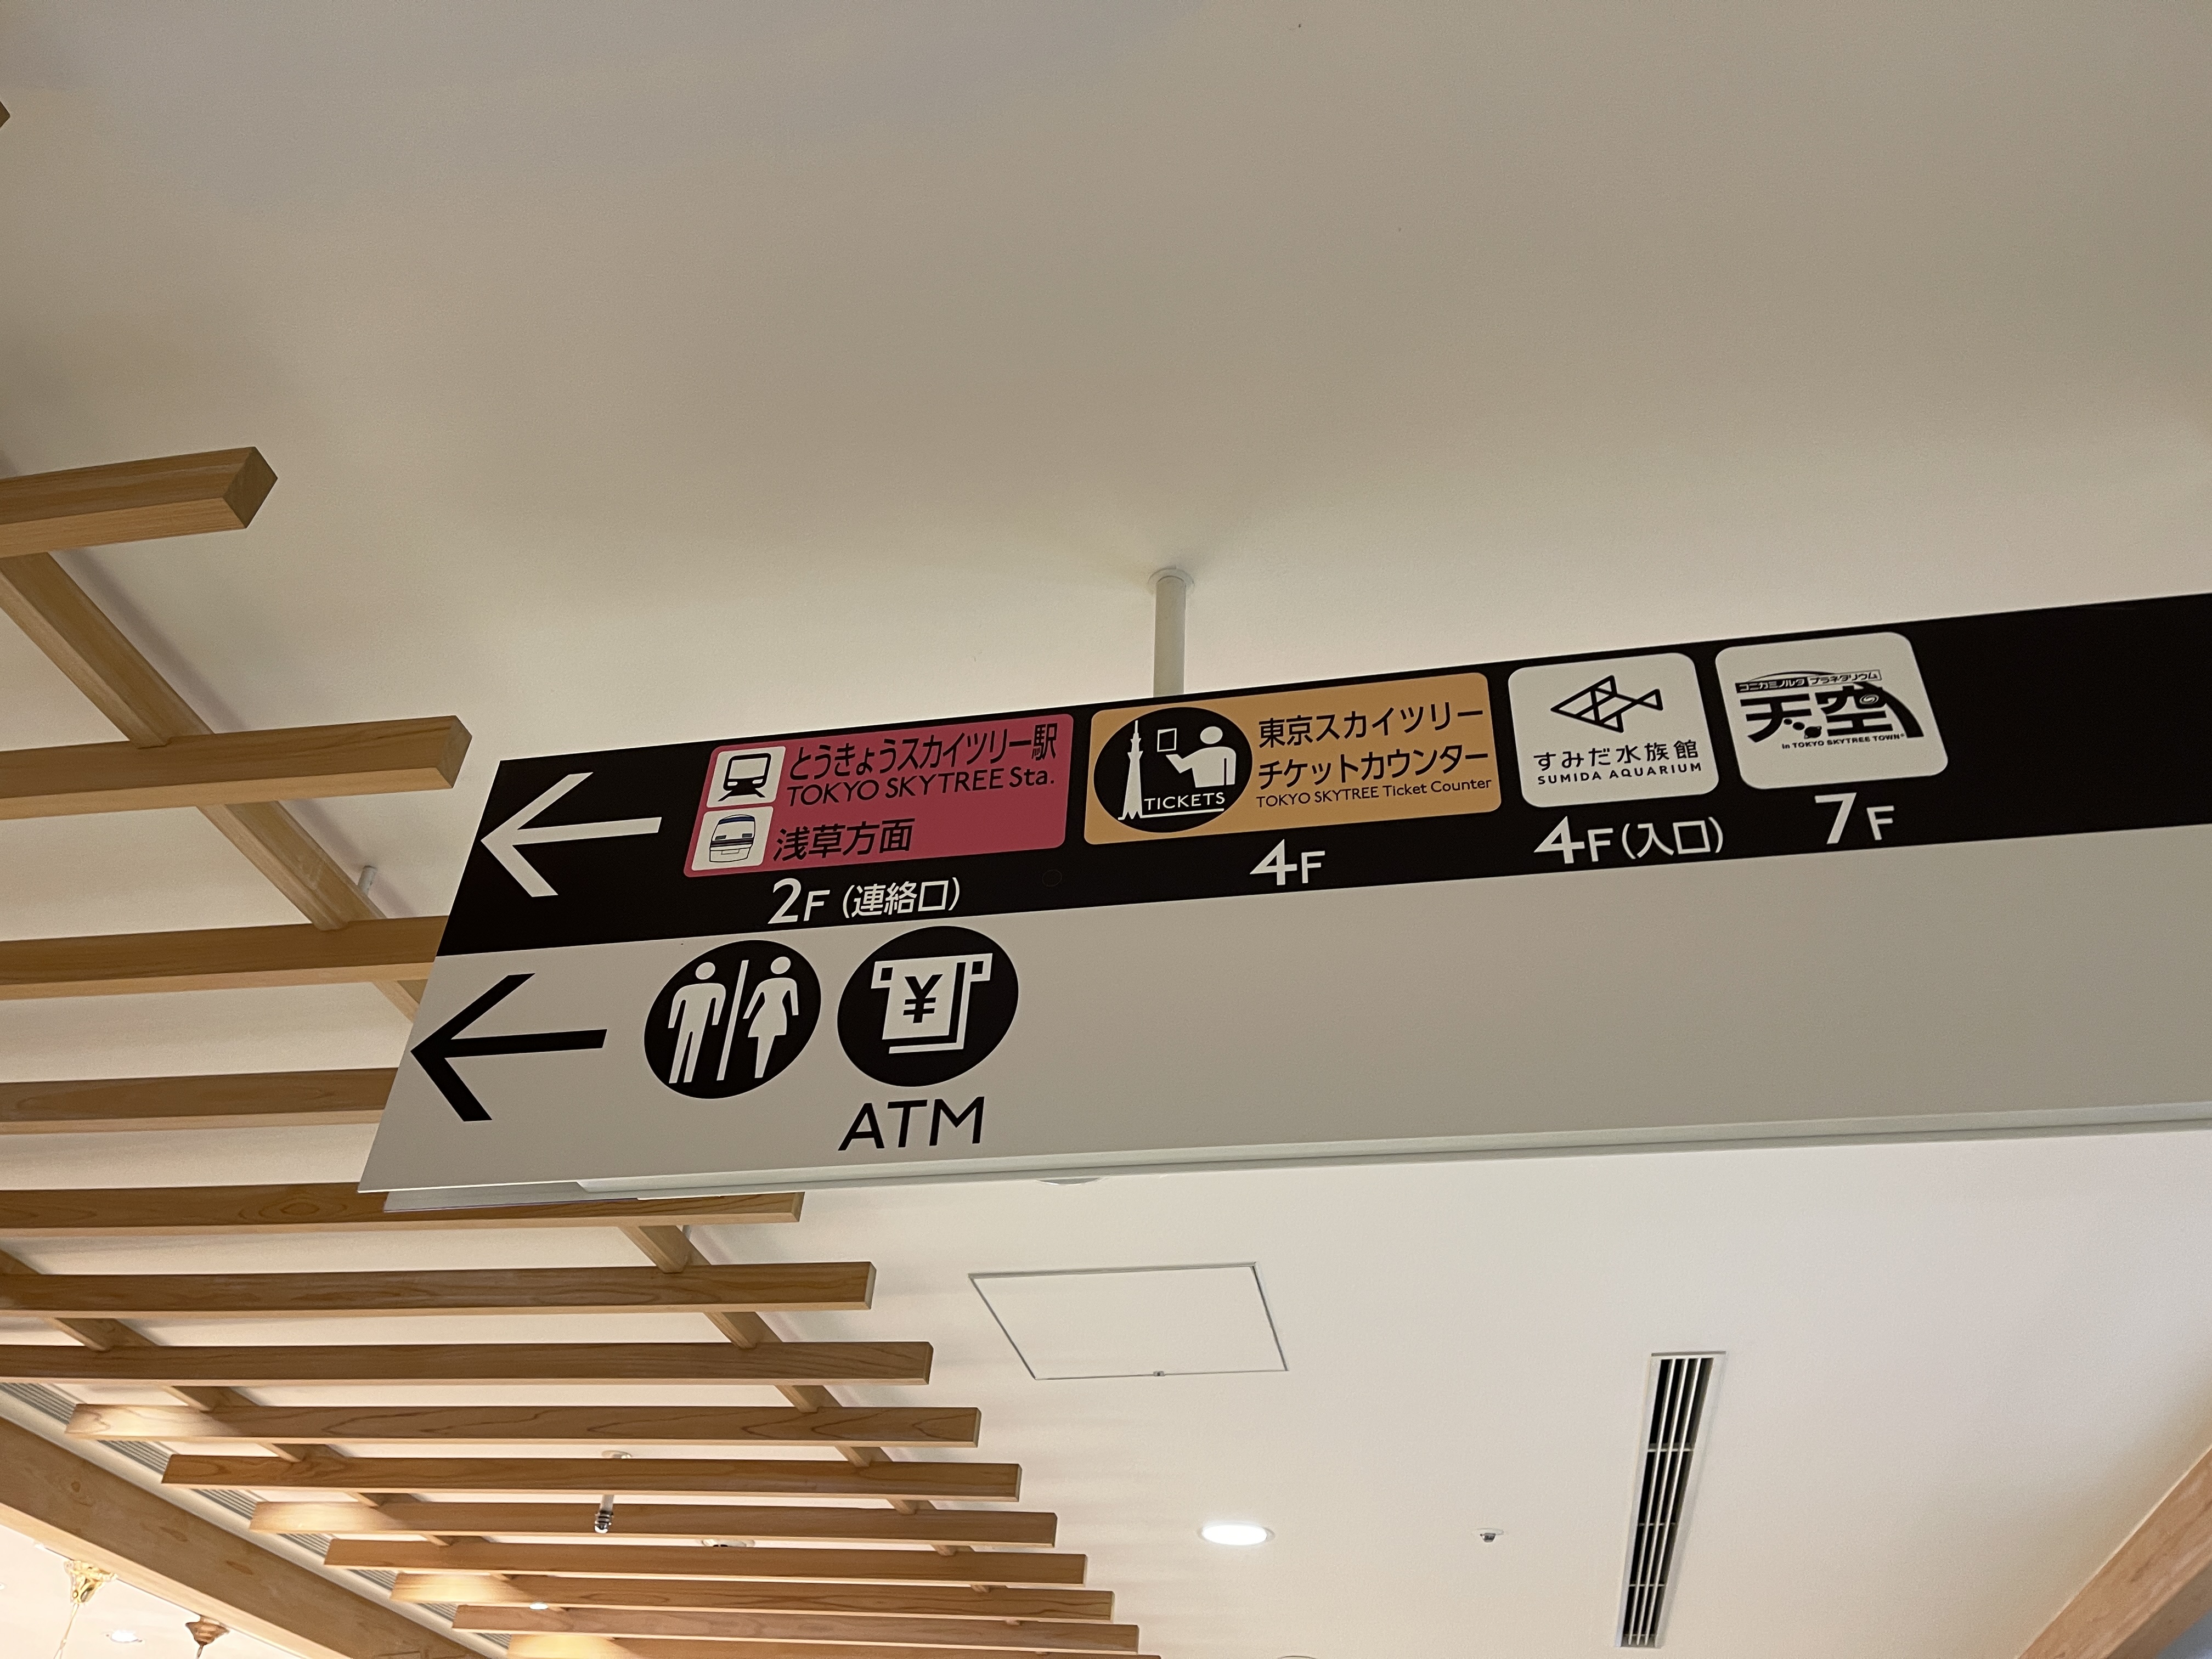 とうきょうスカイツリー駅
TOKYO SKYTREE Sta.
浅草方面
2F (連絡口)
TICKETS
東京スカイツリー
チケットカウンター
TOKYO SKYTREE Ticket Counter
4F
すみだ水族館
SUMIDA AQUARIUM
4F (入口)
コニカミノルタ プラネタリウム
天空
in TOKYO SKYTREE TOWN®
7F
¥
ATM